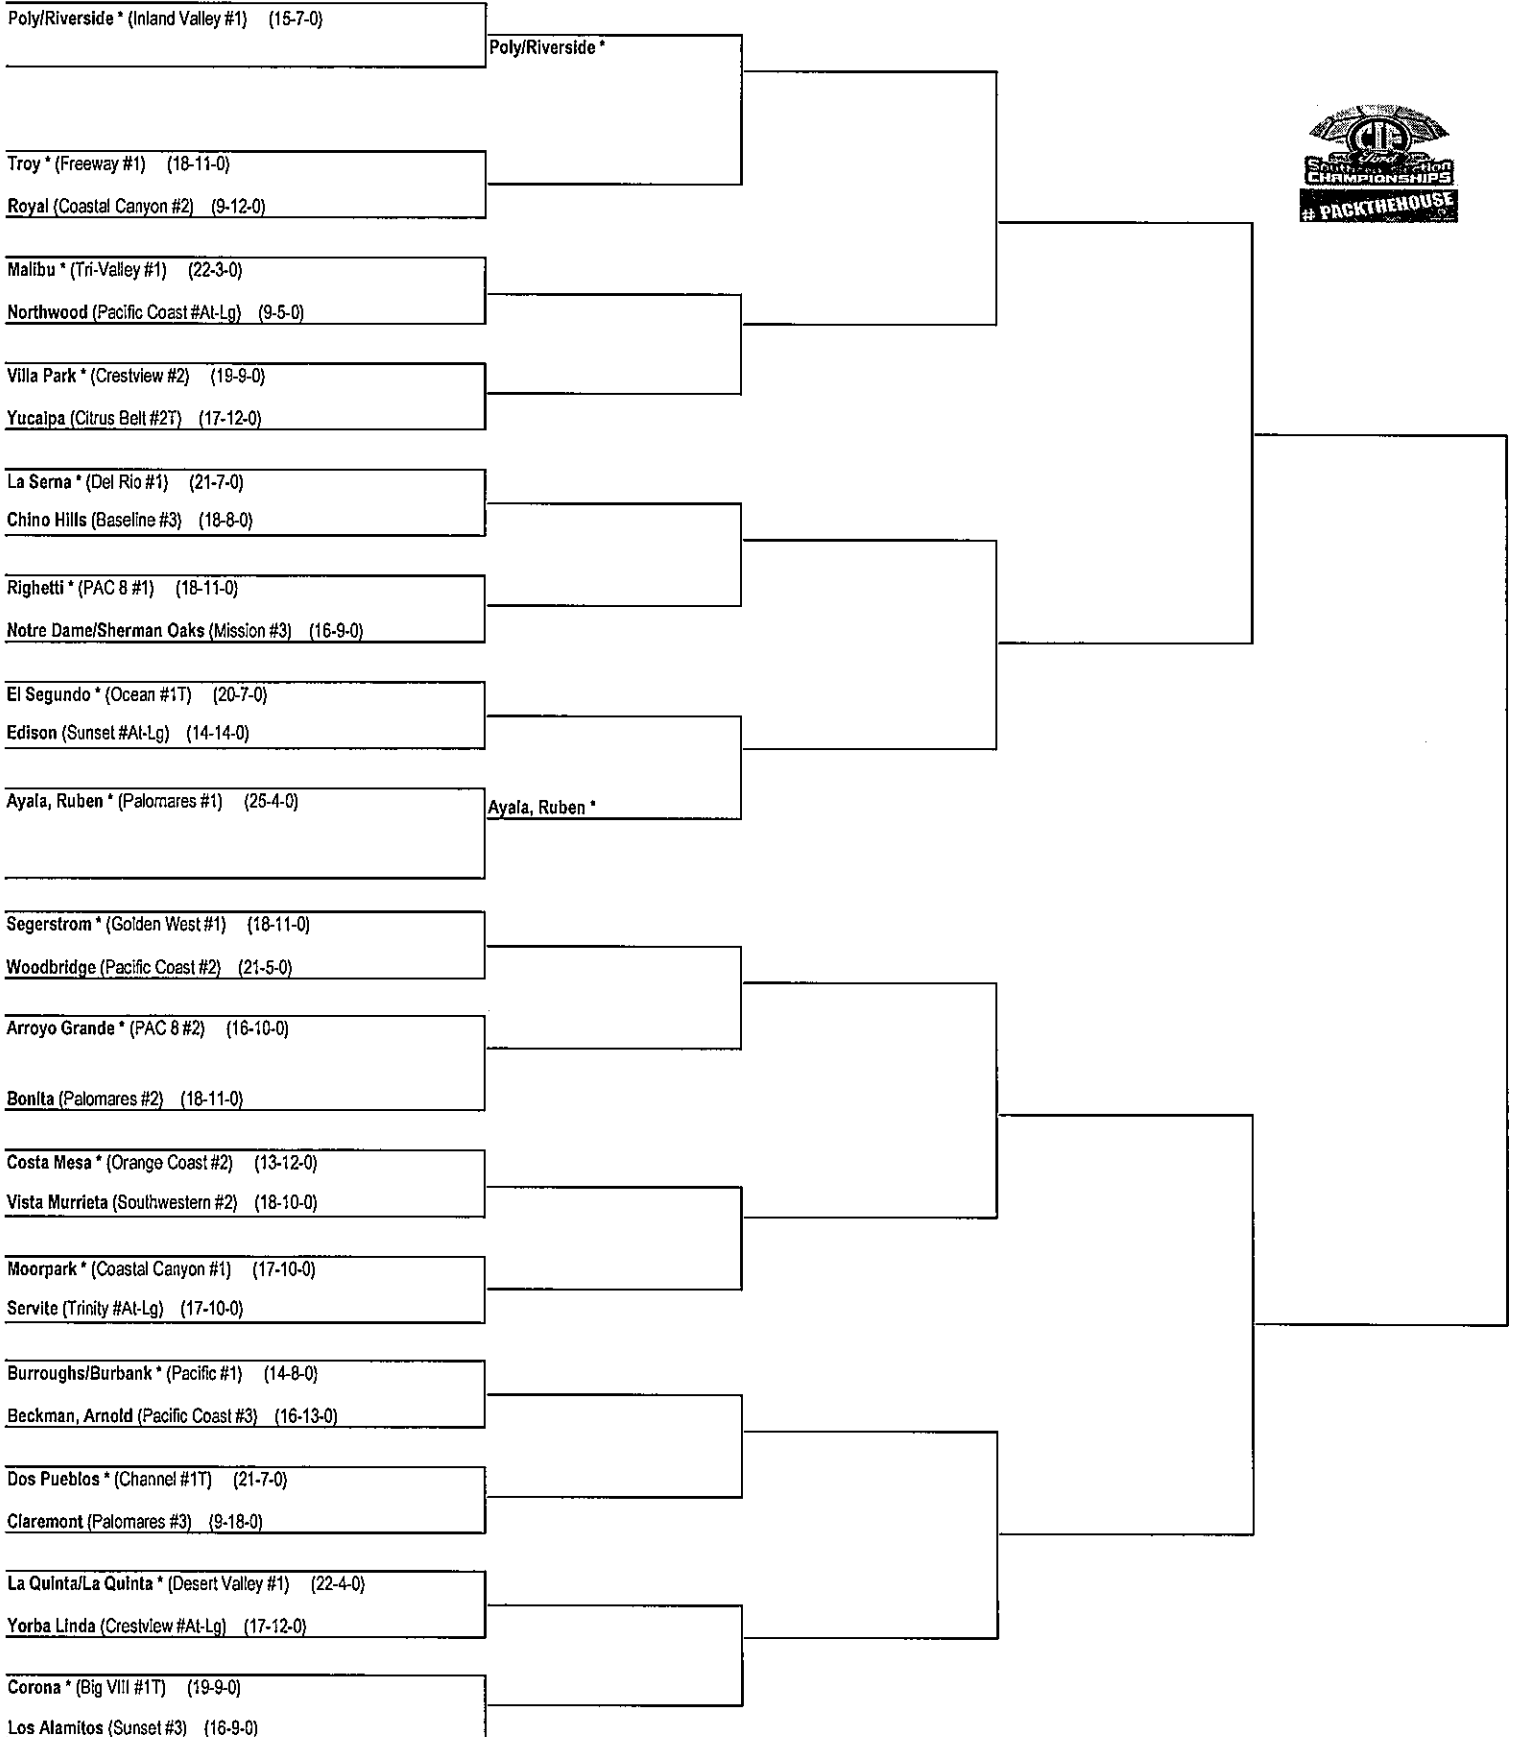 Poly/Riverside * (Inland Valley #1) (15-7-0)
Poly/Riverside *
Troy * (Freeway #1) (18-11-0)
Royal (Coastal Canyon #2) (9-12-0)
CIF
Ford
CHAMPIONSHIPS
# PACKTHEHOUSE
Malibu * (Tri-Valley #1) (22-3-0)
Northwood (Pacific Coast #At-Lg) (9-5-0)
Villa Park * (Crestview #2) (19-9-0)
Yucaipa (Citrus Belt #2T) (17-12-0)
La Serna * (Del Rio #1) (21-7-0)
Chino Hills (Baseline #3) (18-8-0)
Righetti * (PAC 8 #1) (18-11-0)
Notre Dame/Sherman Oaks (Mission #3) (16-9-0)
El Segundo * (Ocean #1T) (20-7-0)
Edison (Sunset #At-Lg) (14-14-0)
Ayala, Ruben * (Palomares #1) (25-4-0)
Ayala, Ruben *
Segerstrom * (Golden West #1) (18-11-0)
Woodbridge (Pacific Coast #2) (21-5-0)
Arroyo Grande * (PAC 8 #2) (16-10-0)
Bonita (Palomares #2) (18-11-0)
Costa Mesa * (Orange Coast #2) (13-12-0)
Vista Murrieta (Southwestern #2) (18-10-0)
Moorpark * (Coastal Canyon #1) (17-10-0)
Servite (Trinity #At-Lg) (17-10-0)
Burroughs/Burbank * (Pacific #1) (14-8-0)
Beckman, Arnold (Pacific Coast #3) (16-13-0)
Dos Pueblos * (Channel #1T) (21-7-0)
Claremont (Palomares #3) (9-18-0)
La Quinta/La Quinta * (Desert Valley #1) (22-4-0)
Yorba Linda (Crestview #At-Lg) (17-12-0)
Corona * (Big VIII #1T) (19-9-0)
Los Alamitos (Sunset #3) (16-9-0)